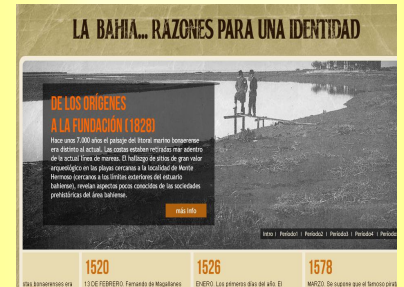 LA BAHIA... RAZONES PARA UNA IDENTIDAD
DE LOS ORÍGENES
A LA FUNDACIÓN (1828)
Hace unos 7.000 años el paisaje del litoral marino bonaerense
era distinto al actual. Las costas estaban retiradas mar adentro
de la actual línea de mareas. El hallazgo de sitios de gran valor
arqueológico en las playas cercanas a la localidad de Monte
Hermoso (cercanos a los límites exteriores del estuario
bahiense), revelan aspectos pocos conocidos de las sociedades
prehistóricas del área bahiense.
más info
Intro | Período1 | Período2 | Período3 | Período4 | Período
1520
1526
1578
stas bonaerenses era
13 DE FEBRERO. Fernando de Magallanes
ENERO. Los primeros días del año. El
MARZO. Se supone que el famoso pirat